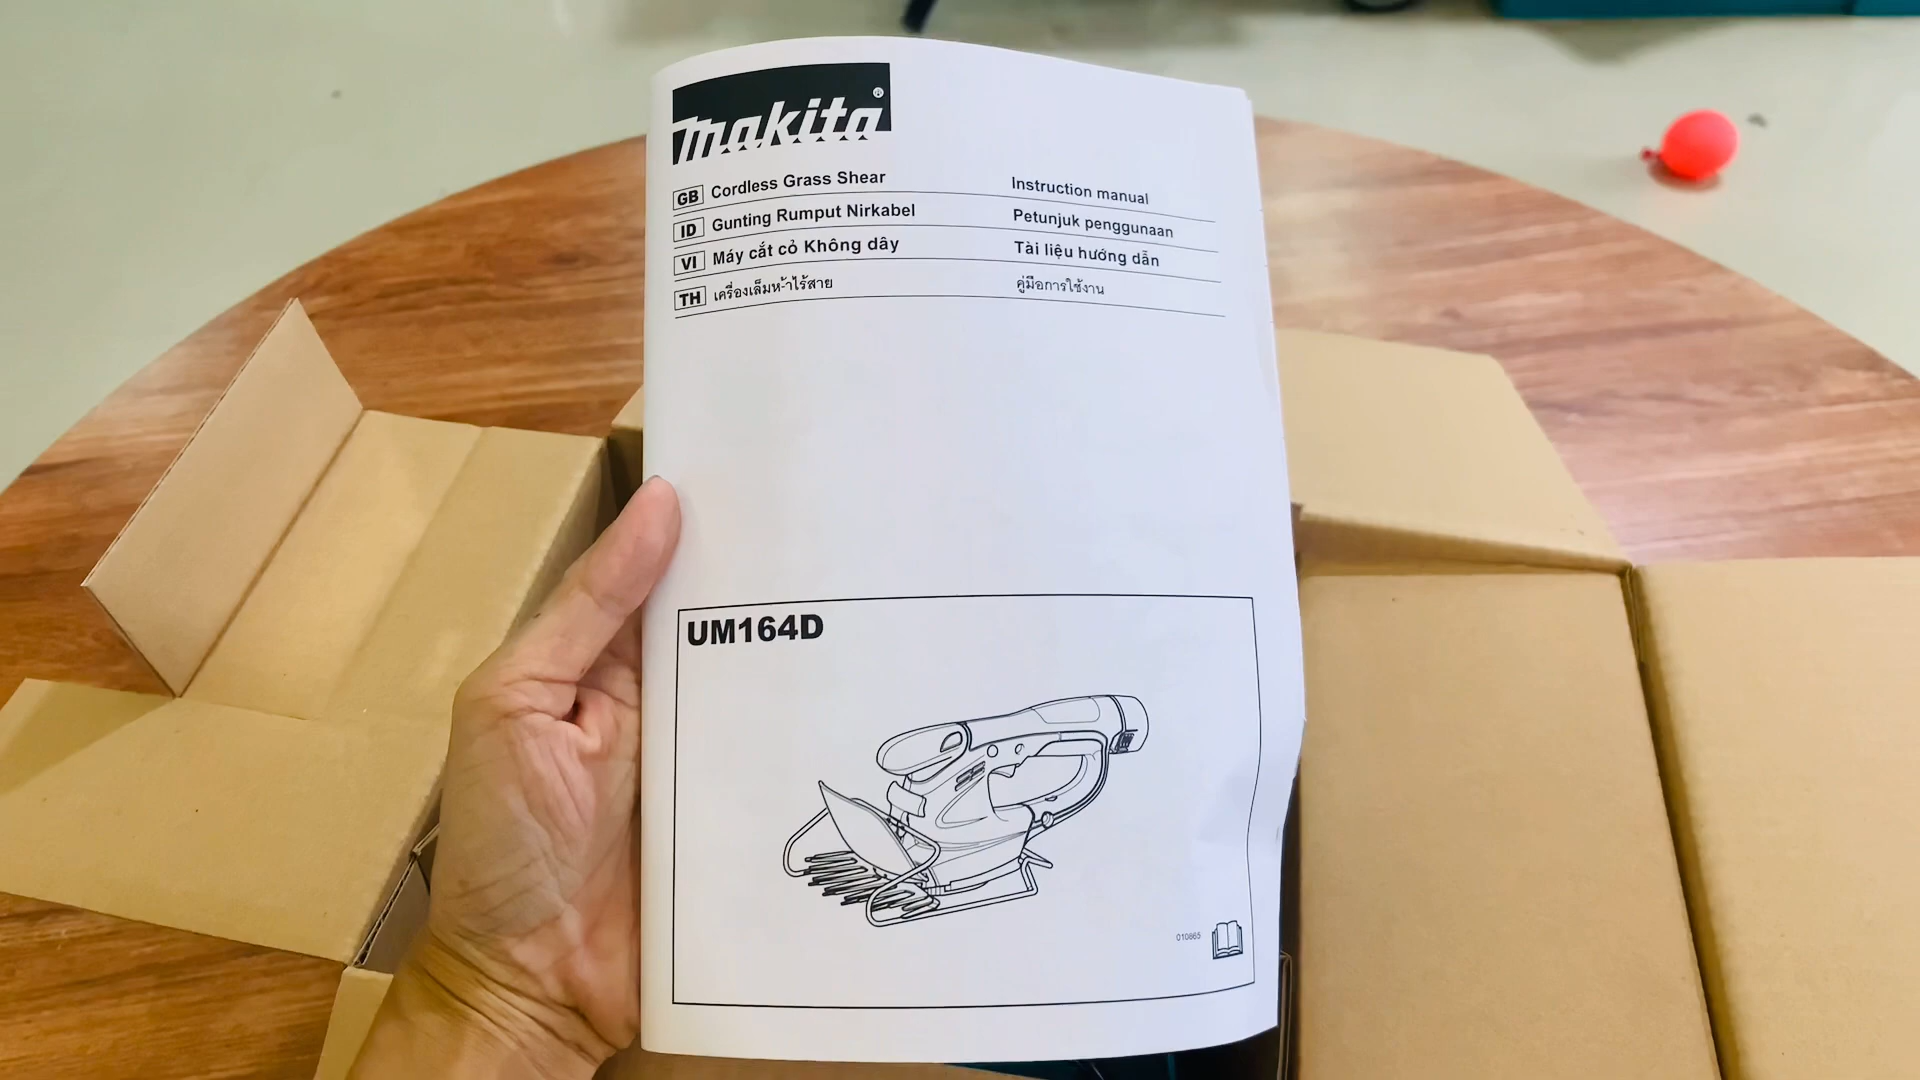 makita®
GB Cordless Grass Shear Instruction manual
ID Gunting Rumput Nirkabel Petunjuk penggunaan
VI Máy cắt cỏ Không dây Tài liệu hướng dẫn
TH เครื่องเล็มหญ้าไร้สาย คู่มือการใช้งาน
UM164D
010865